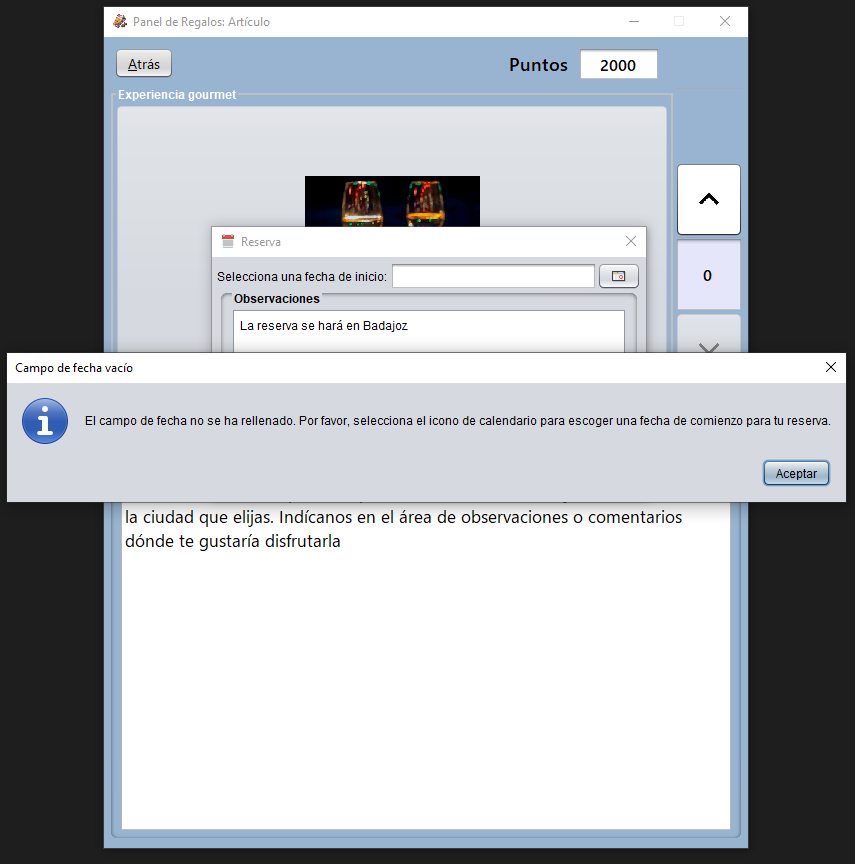 Panel de Regalos: Artículo
Atrás
Puntos 2000
Experiencia gourmet
Reserva
Selecciona una fecha de inicio:
0
Observaciones
La reserva se hará en Badajoz
Campo de fecha vacío
El campo de fecha no se ha rellenado. Por favor, selecciona el icono de calendario para escoger una fecha de comienzo para tu reserva.
Aceptar
la ciudad que elijas. Indícanos en el área de observaciones o comentarios
dónde te gustaría disfrutarla